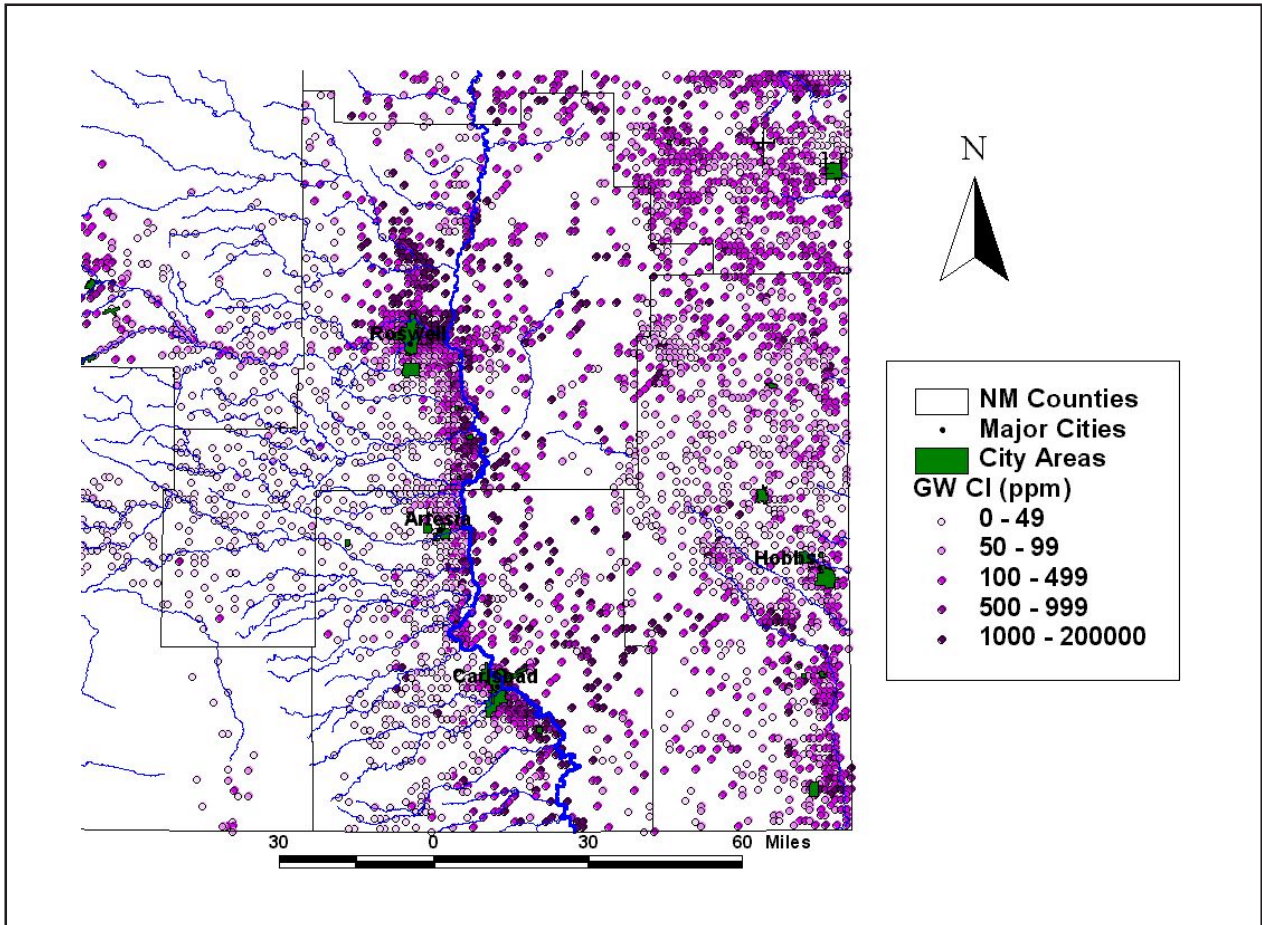 N
Roswell
Artesia
Hobbs
Carlsbad
30 0 30 60 Miles
NM Counties
Major Cities
City Areas
GW Cl (ppm)
0 - 49
50 - 99
100 - 499
500 - 999
1000 - 200000